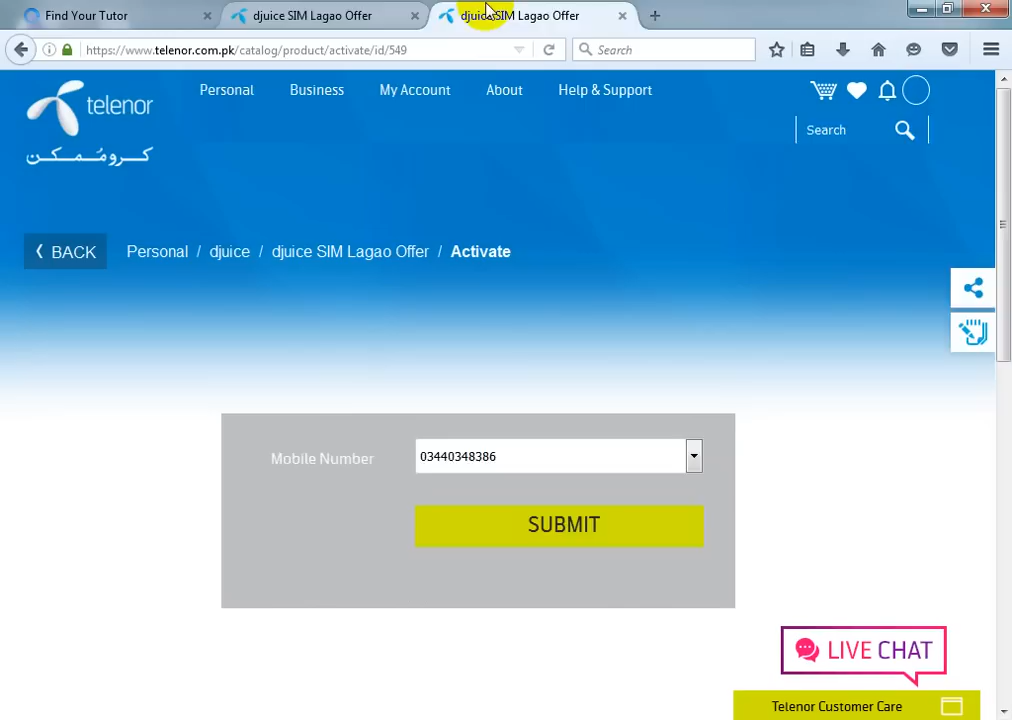 Find Your Tutor
djuice SIM Lagao Offer
djuice SIM Lagao Offer
https://www.telenor.com.pk/catalog/product/activate/id/549
Search
telenor
کرو مُمکن
Personal
Business
My Account
About
Help & Support
Search
BACK
Personal / djuice / djuice SIM Lagao Offer / Activate
Mobile Number
03440348386
SUBMIT
LIVE CHAT
Telenor Customer Care